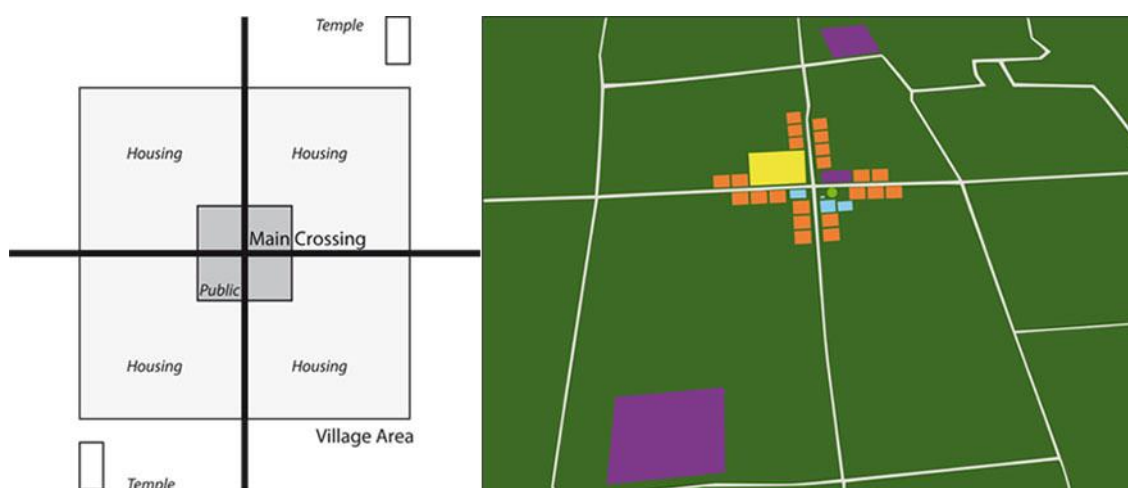 Temple
Housing
Housing
Main Crossing
Public
Housing
Housing
Village Area
Temple